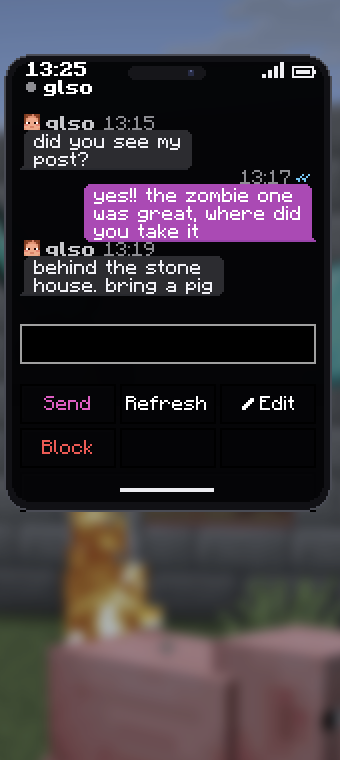 13:25
glso
glso 13:15
did you see my
post?
13:17
yes!! the zombie one
was great, where did
you take it
glso 13:19
behind the stone
house. bring a pig
Send Refresh Edit
Block